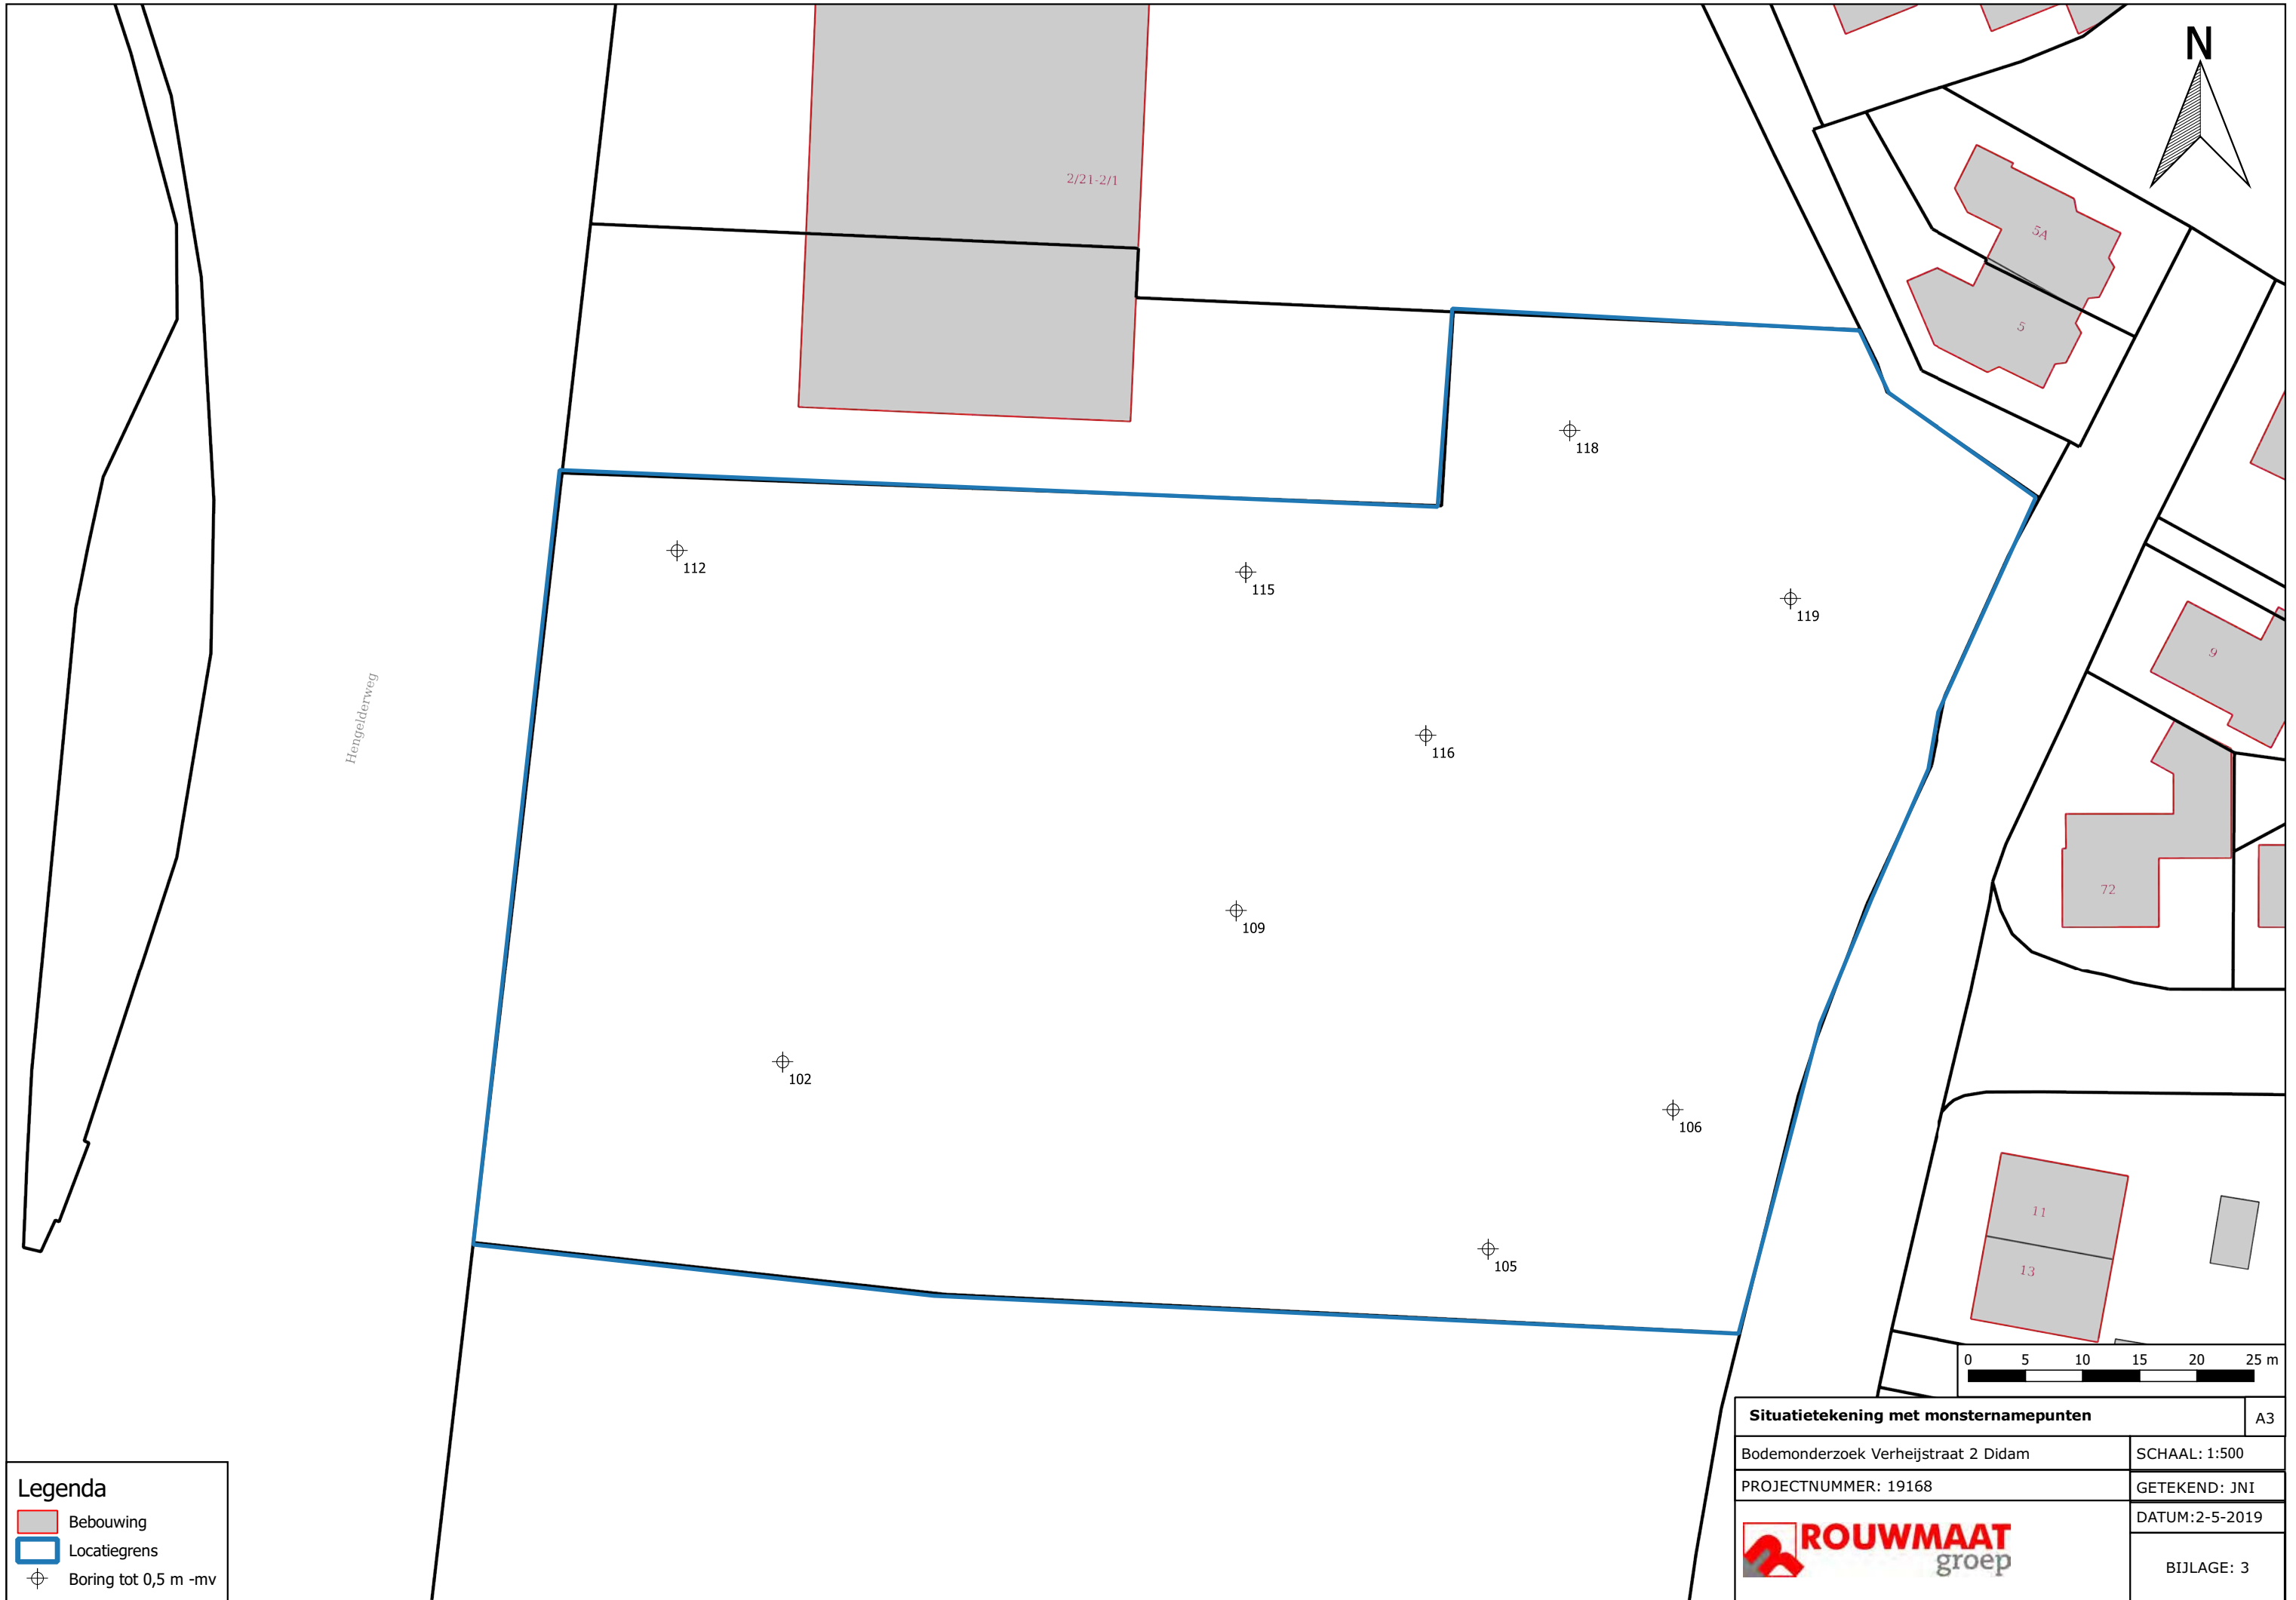 N
2/21-2/1
5A
5
118
112
115
119
9
Hengelderweg
116
72
109
102
106
11
105
13
0 5 10 15 20 25 m
Situatietekening met monsternamepunten
A3
Bodemonderzoek Verheijstraat 2 Didam
SCHAAL: 1:500
PROJECTNUMMER: 19168
GETEKEND: JNI
DATUM:2-5-2019
ROUWMAAT
groep
BIJLAGE: 3
Legenda
Bebouwing
Locatiegrens
Boring tot 0,5 m -mv